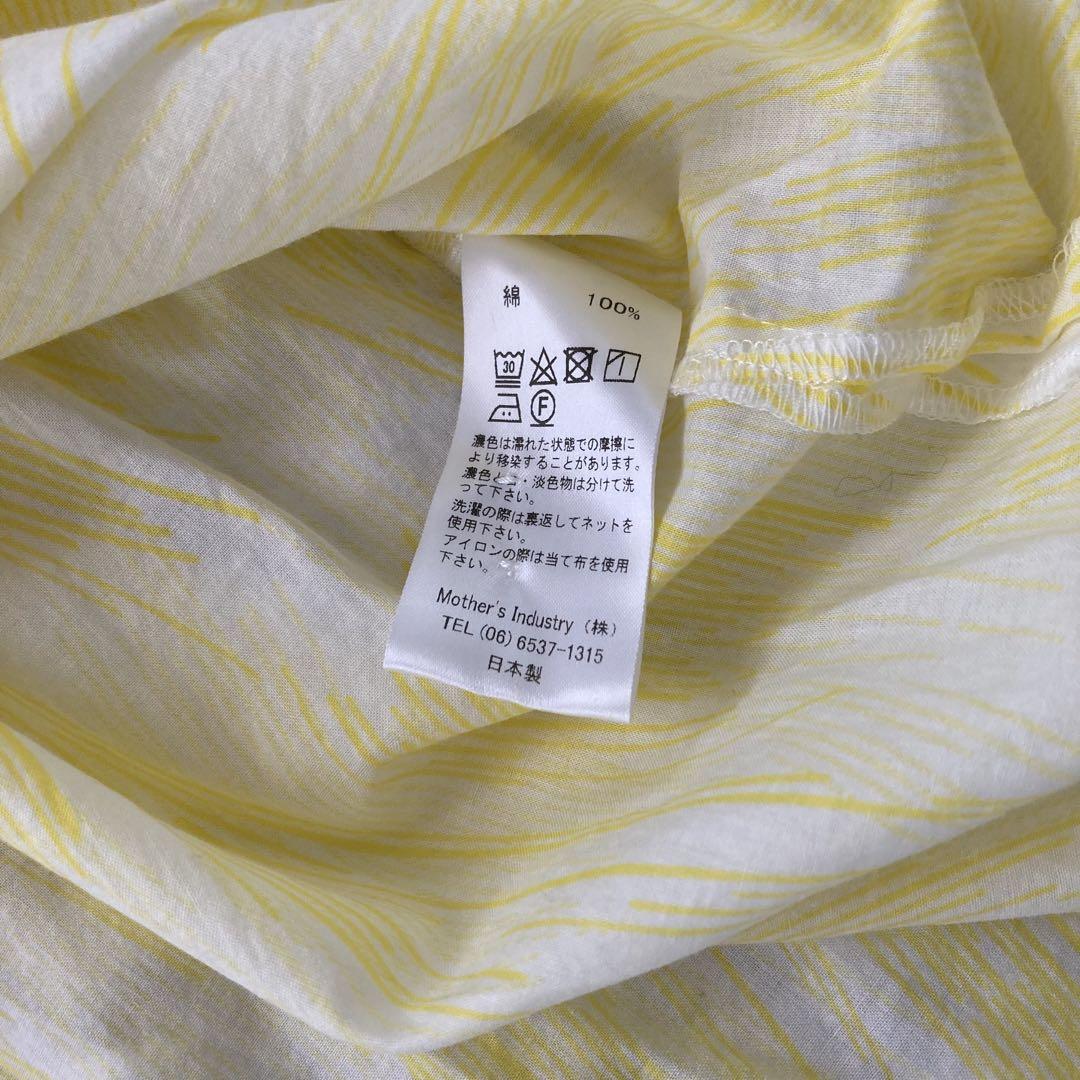 綿 100%
30
F
濃色は濡れた状態での摩擦に
より移染することがあります。
濃色と 淡色物は分けて洗
って下さい。
洗濯の際は裏返してネットを
使用下さい。
アイロンの際は当て布を使用
下さい。
Mother's Industry (株)
TEL (06) 6537-1315
日本製